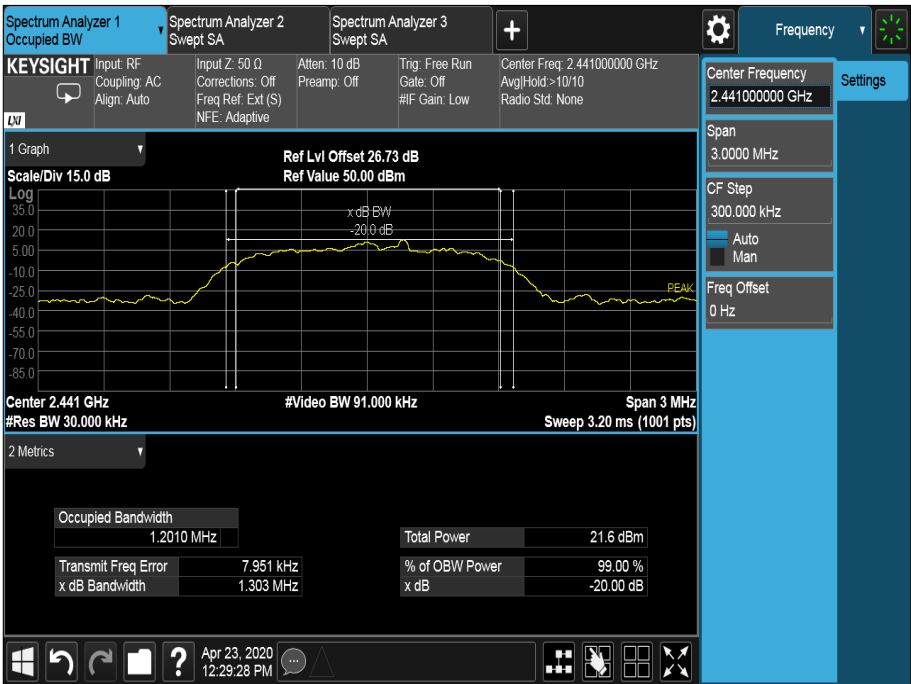 Spectrum Analyzer 1
Occupied BW
Spectrum Analyzer 2
Swept SA
Spectrum Analyzer 3
Swept SA
+
Frequency
KEYSIGHT
LXI
Input: RF
Coupling: AC
Align: Auto
Input Z: 50 Ω
Corrections: Off
Freq Ref: Ext (S)
NFE: Adaptive
Atten: 10 dB
Preamp: Off
Trig: Free Run
Gate: Off
#IF Gain: Low
Center Freq: 2.441000000 GHz
Avg|Hold:>10/10
Radio Std: None
Center Frequency
2.441000000 GHz
Settings
Span
3.0000 MHz
CF Step
300.000 kHz
Auto
Man
Freq Offset
0 Hz
1 Graph
Scale/Div 15.0 dB
Ref Lvl Offset 26.73 dB
Ref Value 50.00 dBm
Log
35.0
20.0
5.00
-10.0
-25.0
-40.0
-55.0
-70.0
-85.0
x dB BW
-20.0 dB
PEAK
Center 2.441 GHz
#Video BW 91.000 kHz
Span 3 MHz
#Res BW 30.000 kHz
Sweep 3.20 ms (1001 pts)
2 Metrics
Occupied Bandwidth
1.2010 MHz
Total Power 21.6 dBm
Transmit Freq Error 7.951 kHz
% of OBW Power 99.00 %
x dB Bandwidth 1.303 MHz
x dB -20.00 dB
?
Apr 23, 2020
12:29:28 PM